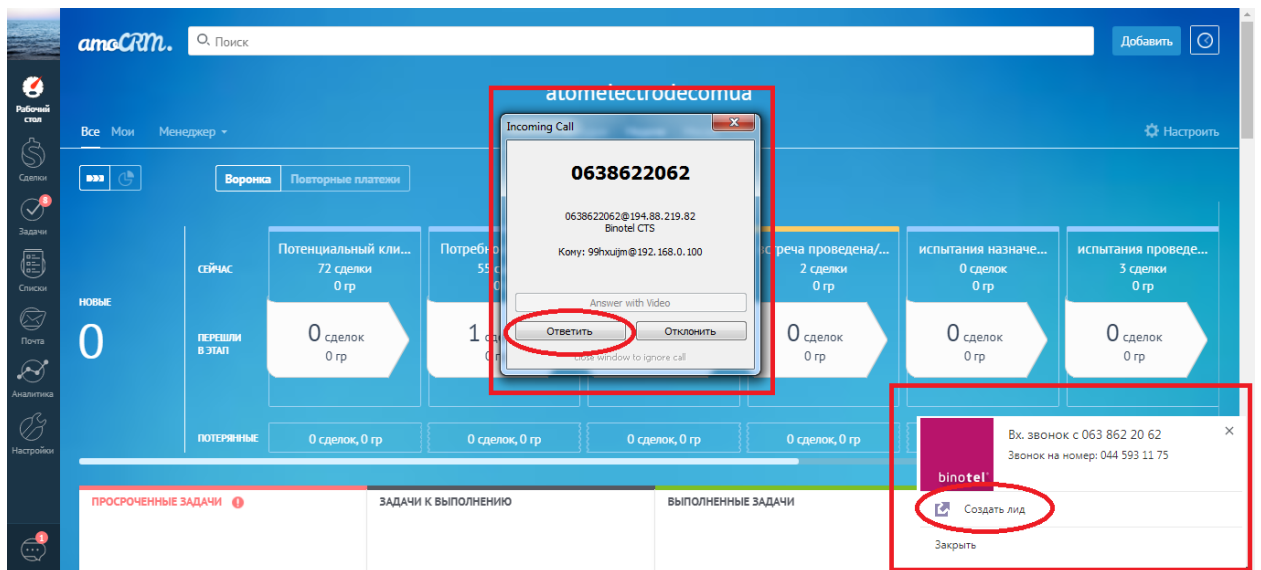 amoCRM.
Поиск
Добавить
atomelectrodecomua
Рабочий
стол
Сделки
8
Задачи
Списки
Почта
Аналитика
Настройки
1
Все Мои Менеджер
Настроить
Воронка Повторные платежи
НОВЫЕ
0
СЕЙЧАС
ПЕРЕШЛИ
В ЭТАП
ПОТЕРЯННЫЕ
Потенциальный кли...
72 сделки
0 гр
0 сделок
0 гр
0 сделок, 0 гр
55
1
0 сделок, 0 гр
0 сделок, 0 гр
проведена/...
2 сделки
0 гр
0 сделок
0 гр
0 сделок, 0 гр
испытания назначе...
0 сделок
0 гр
0 сделок
0 гр
испытания проведе...
3 сделки
0 гр
0 сделок
0 гр
Incoming Call
0638622062
0638622062@194.88.219.82
Binotel CTS
Кому: 99hxuijm@192.168.0.100
Answer with Video
Ответить Отклонить
close window to ignore call
ПРОСРОЧЕННЫЕ ЗАДАЧИ
ЗАДАЧИ К ВЫПОЛНЕНИЮ
ВЫПОЛНЕННЫЕ ЗАДАЧИ
binotel
Вх. звонок с 063 862 20 62
Звонок на номер: 044 593 11 75
Создать лид
Закрыть